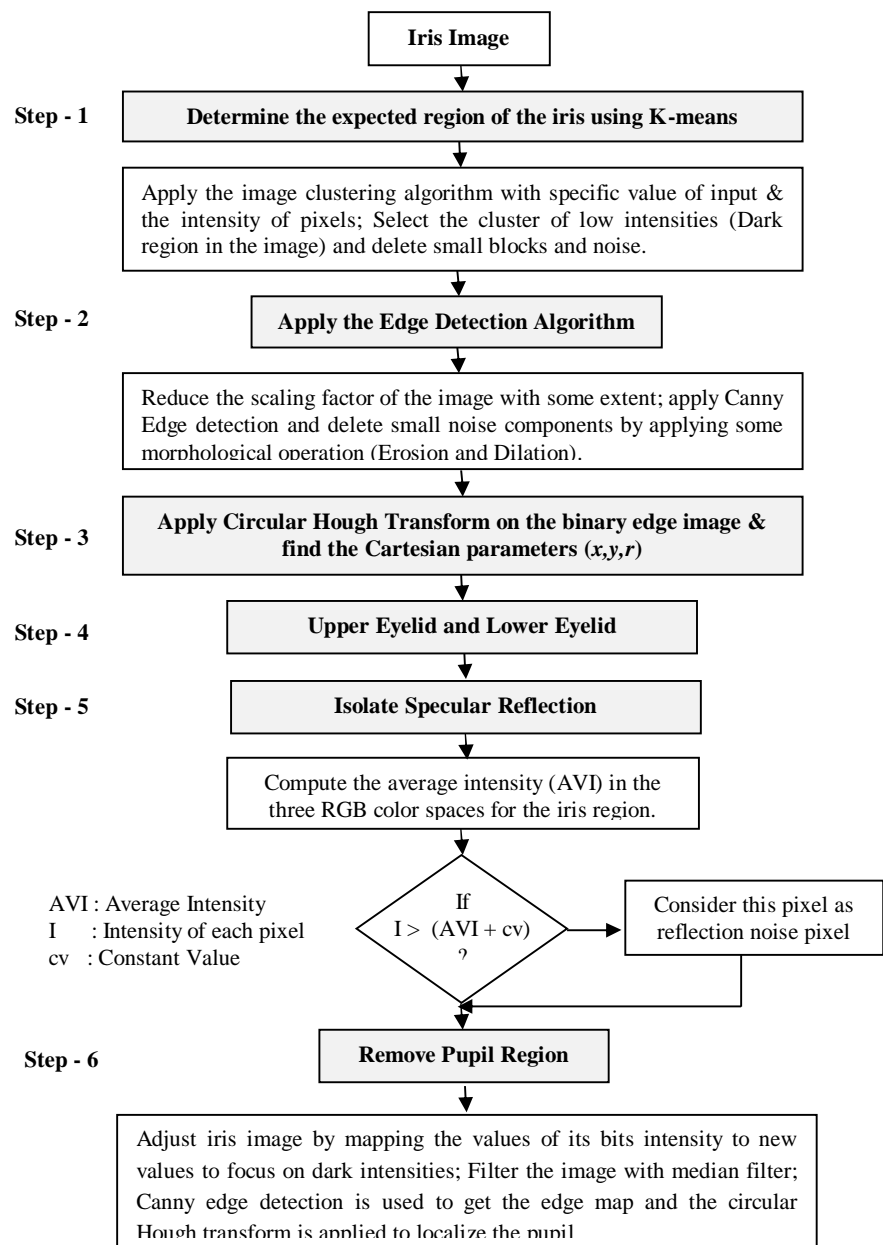 Iris Image
Step - 1
Determine the expected region of the iris using K-means
Apply the image clustering algorithm with specific value of input &
the intensity of pixels; Select the cluster of low intensities (Dark
region in the image) and delete small blocks and noise.
Step - 2
Apply the Edge Detection Algorithm
Reduce the scaling factor of the image with some extent; apply Canny
Edge detection and delete small noise components by applying some
morphological operation (Erosion and Dilation).
Step - 3
Apply Circular Hough Transform on the binary edge image &
find the Cartesian parameters (x,y,r)
Step - 4
Upper Eyelid and Lower Eyelid
Step - 5
Isolate Specular Reflection
Compute the average intensity (AVI) in the
three RGB color spaces for the iris region.
AVI : Average Intensity
I : Intensity of each pixel
cv : Constant Value
If
I > (AVI + cv)
?
Consider this pixel as
reflection noise pixel
Step - 6
Remove Pupil Region
Adjust iris image by mapping the values of its bits intensity to new
values to focus on dark intensities; Filter the image with median filter;
Canny edge detection is used to get the edge map and the circular
Hough transform is applied to localize the pupil